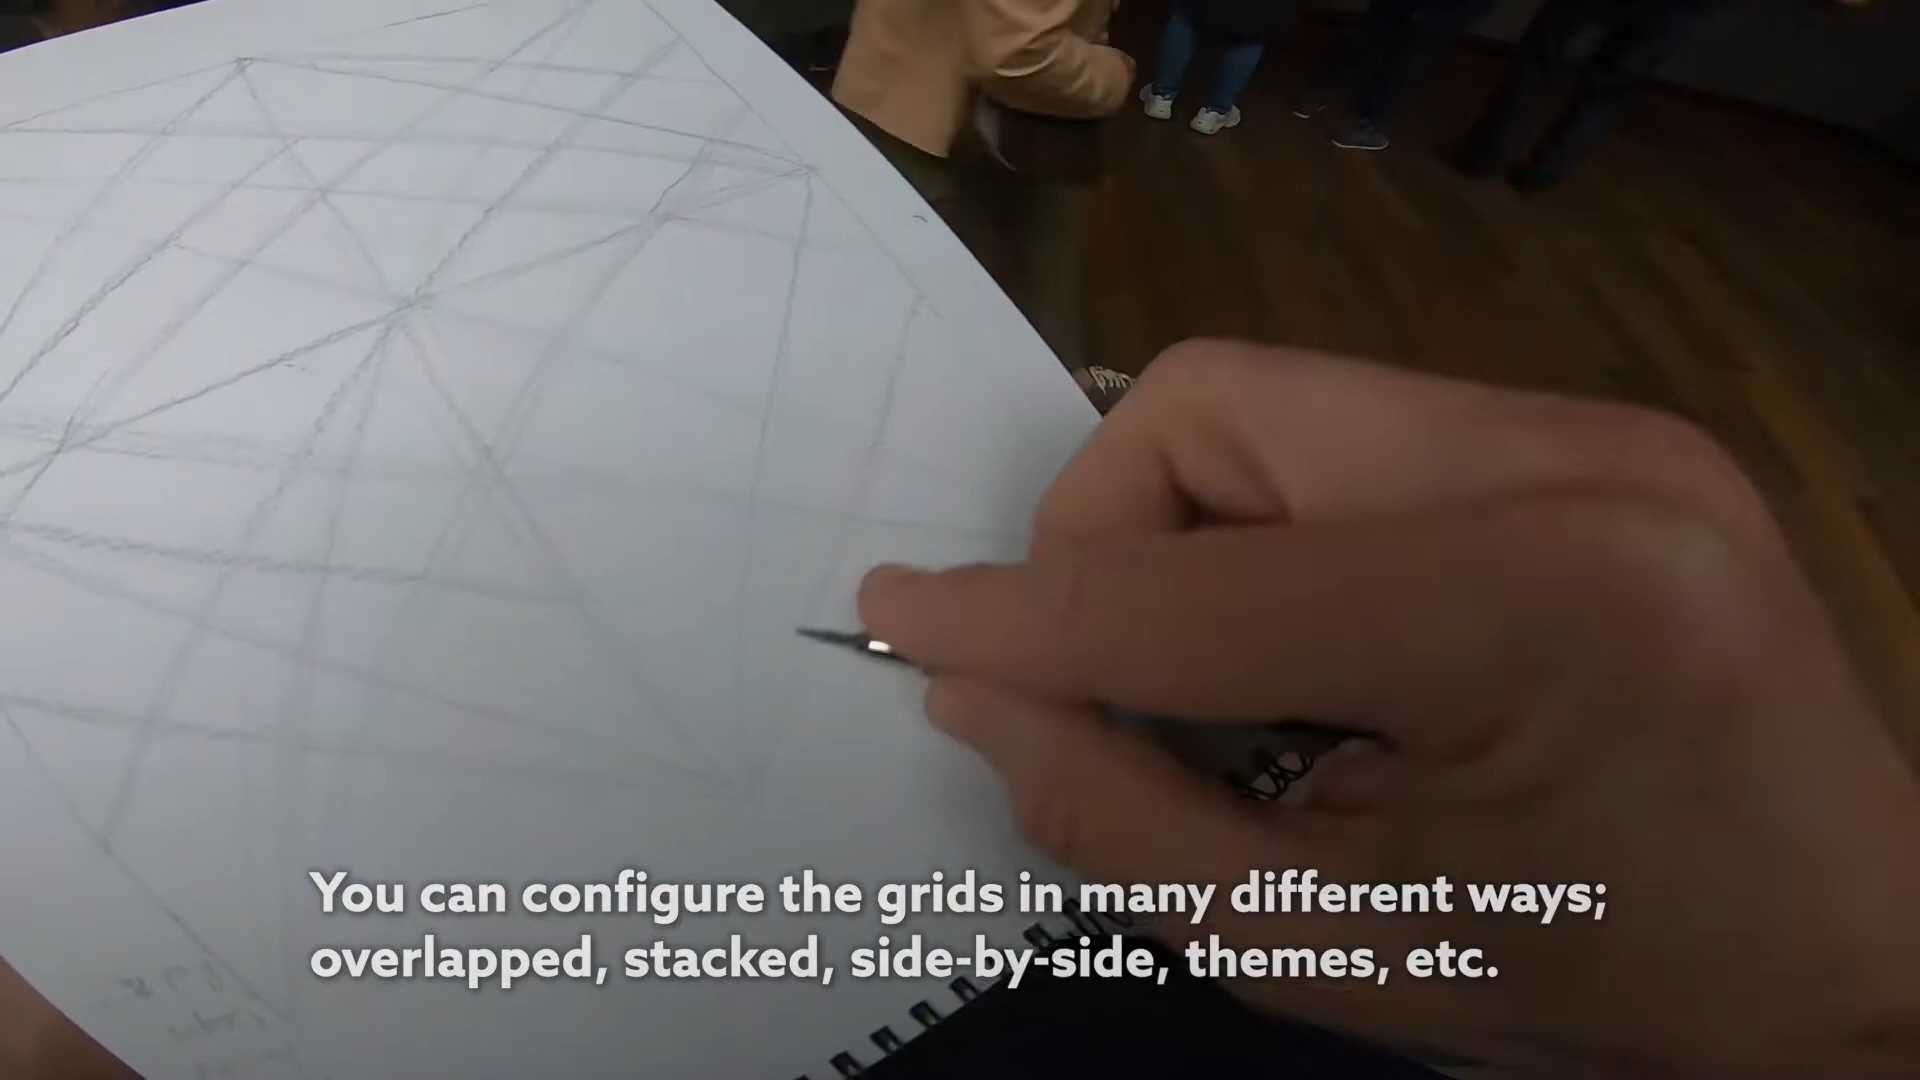 You can configure the grids in many different ways;
overlapped, stacked, side-by-side, themes, etc.